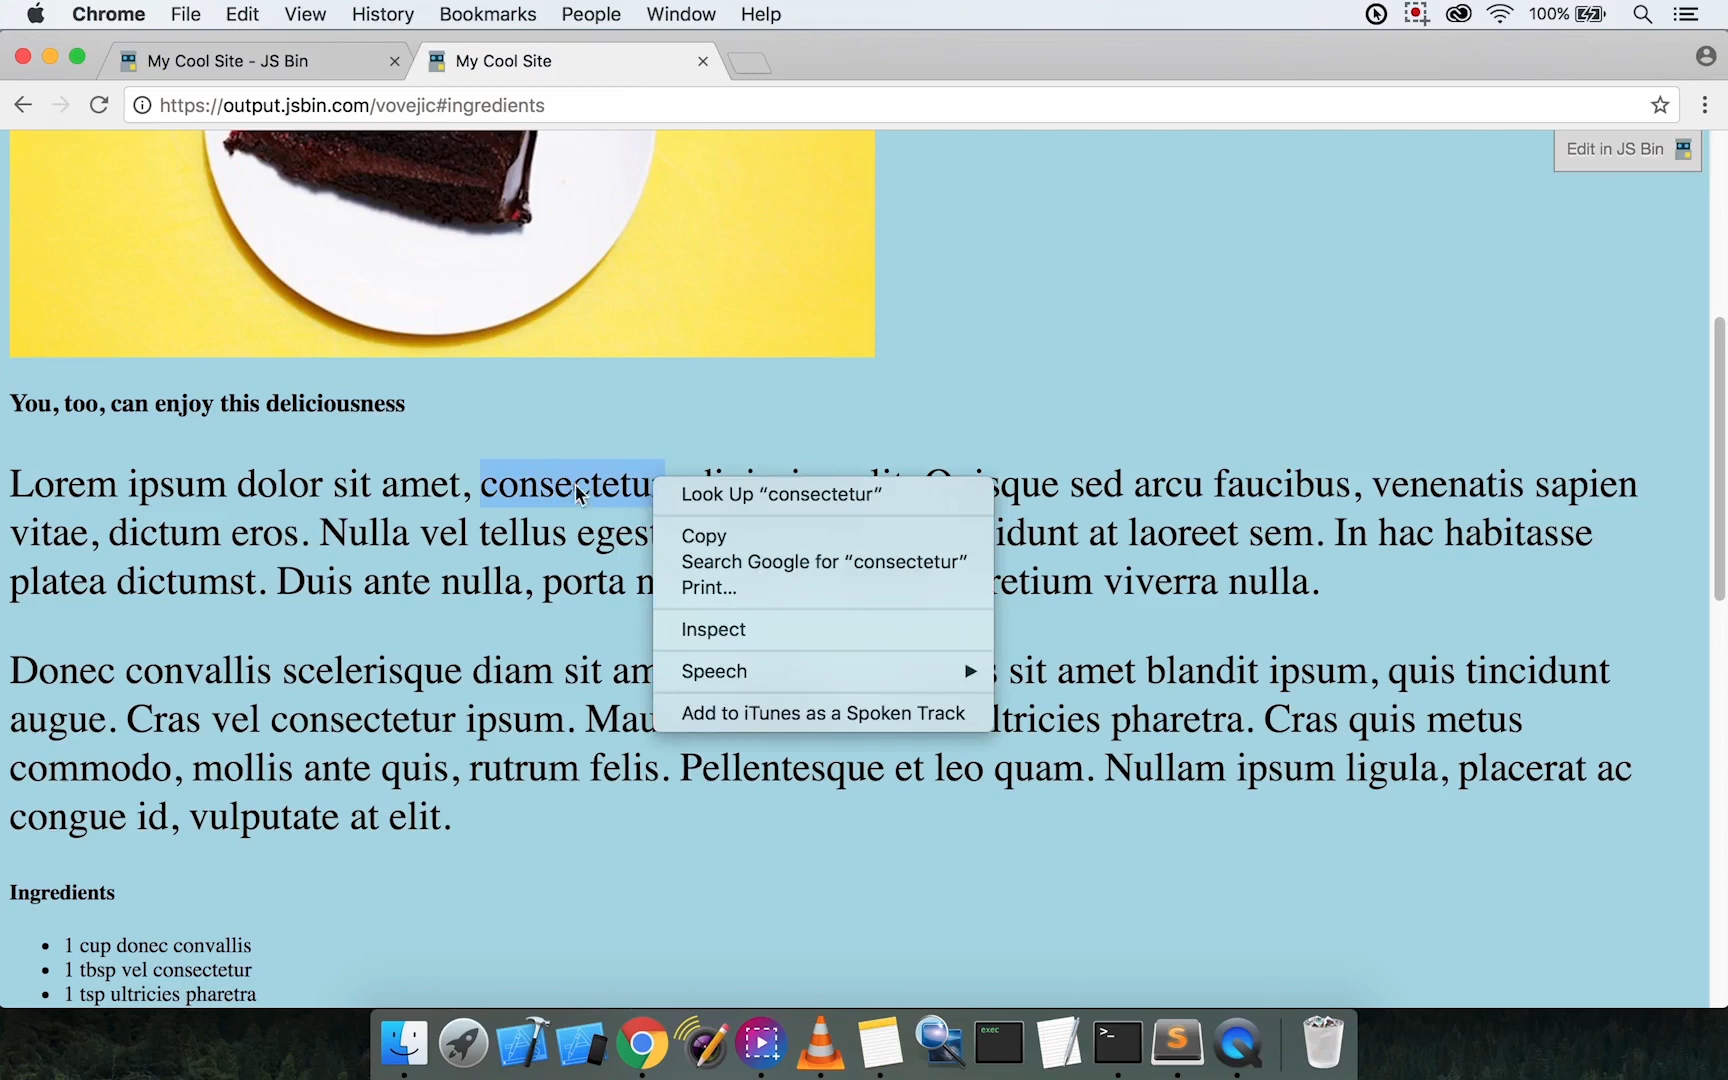 Chrome File Edit View History Bookmarks People Window Help 100%
My Cool Site - JS Bin × My Cool Site ×
https://output.jsbin.com/vovejic#ingredients
Edit in JS Bin
You, too, can enjoy this deliciousness
Lorem ipsum dolor sit amet, consectetur sque sed arcu faucibus, venenatis sapien
vitae, dictum eros. Nulla vel tellus egest idunt at laoreet sem. In hac habitasse
platea dictumst. Duis ante nulla, porta n retium viverra nulla.
Look Up “consectetur”
Copy
Search Google for “consectetur”
Print...
Inspect
Speech
Add to iTunes as a Spoken Track
Donec convallis scelerisque diam sit am s sit amet blandit ipsum, quis tincidunt
augue. Cras vel consectetur ipsum. Mau ltricies pharetra. Cras quis metus
commodo, mollis ante quis, rutrum felis. Pellentesque et leo quam. Nullam ipsum ligula, placerat ac
congue id, vulputate at elit.
Ingredients
• 1 cup donec convallis
• 1 tbsp vel consectetur
• 1 tsp ultricies pharetra
exec
>_
S